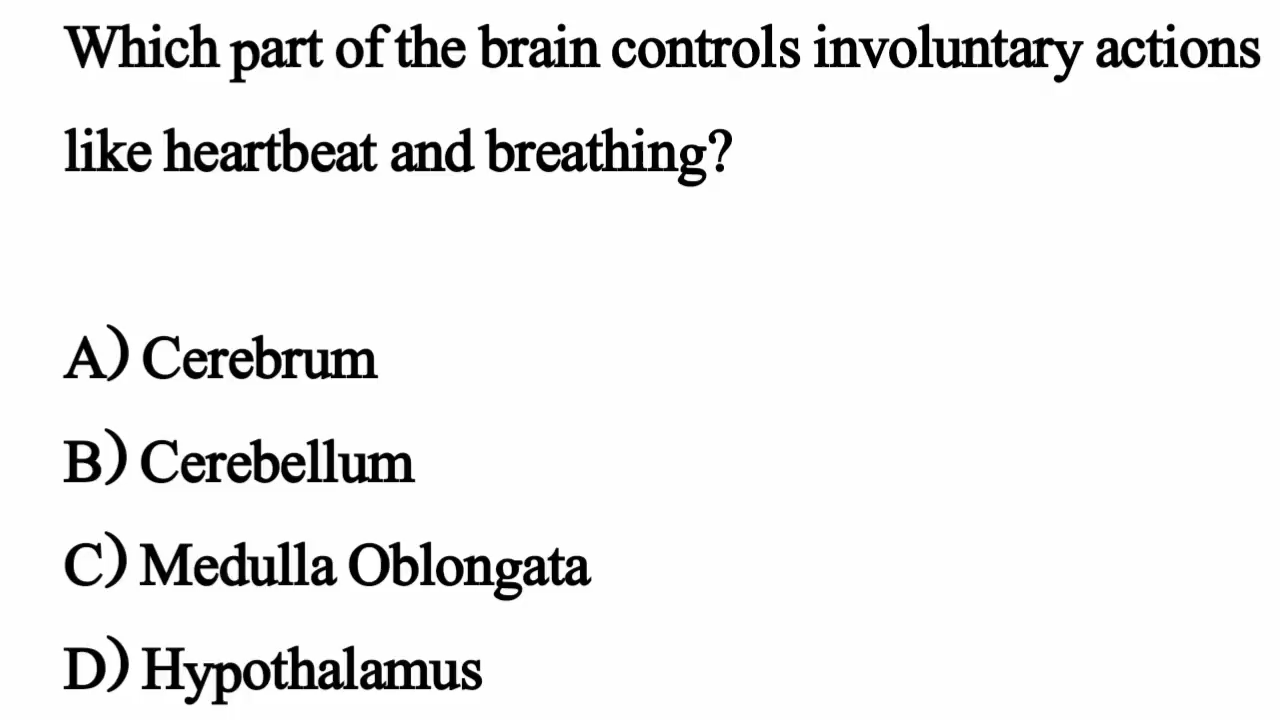 Which part of the brain controls involuntary actions
like heartbeat and breathing?
A) Cerebrum
B) Cerebellum
C) Medulla Oblongata
D) Hypothalamus